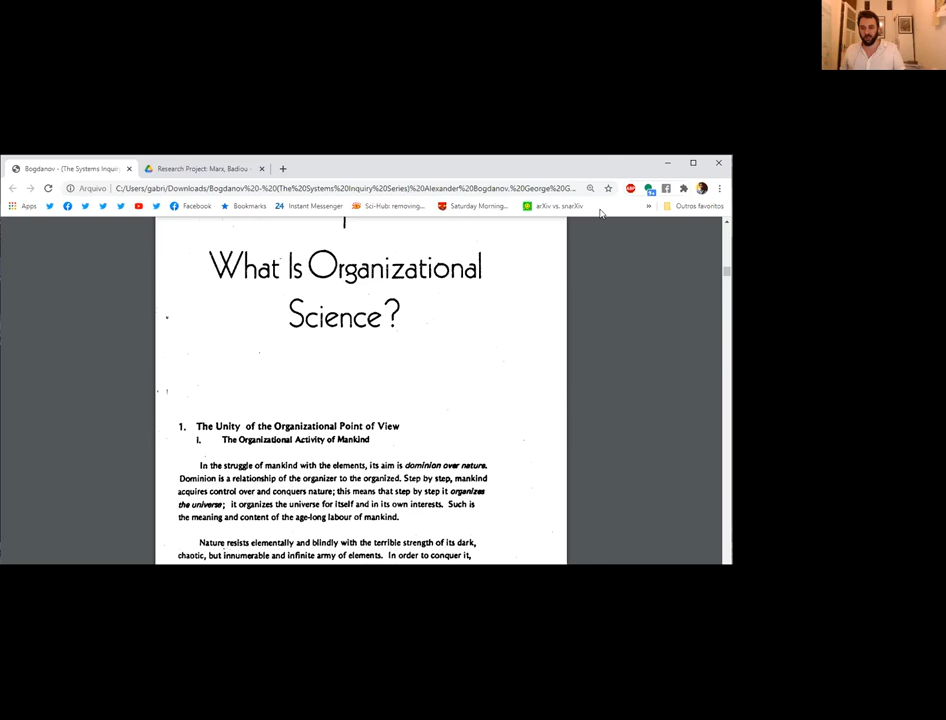 Bogdanov - (The Systems Inquiry
Research Project: Marx, Badiou -
Arquivo
C:/Users/gabri/Downloads/Bogdanov%20-%20(The%20Systems%20Inquiry%20Series)%20Alexander%20Bogdanov,%20George%20G...
Apps
Facebook
Bookmarks
24 Instant Messenger
Sci-Hub: removing...
Saturday Morning...
arXiv vs. snarXiv
»
Outros favoritos
What Is Organizational
Science?
1. The Unity of the Organizational Point of View
I. The Organizational Activity of Mankind
In the struggle of mankind with the elements, its aim is dominion over nature.
Dominion is a relationship of the organizer to the organized. Step by step, mankind
acquires control over and conquers nature; this means that step by step it organizes
the universe; it organizes the universe for itself and in its own interests. Such is
the meaning and content of the age-long labour of mankind.
Nature resists elementally and blindly with the terrible strength of its dark,
chaotic, but innumerable and infinite army of elements. In order to conquer it,